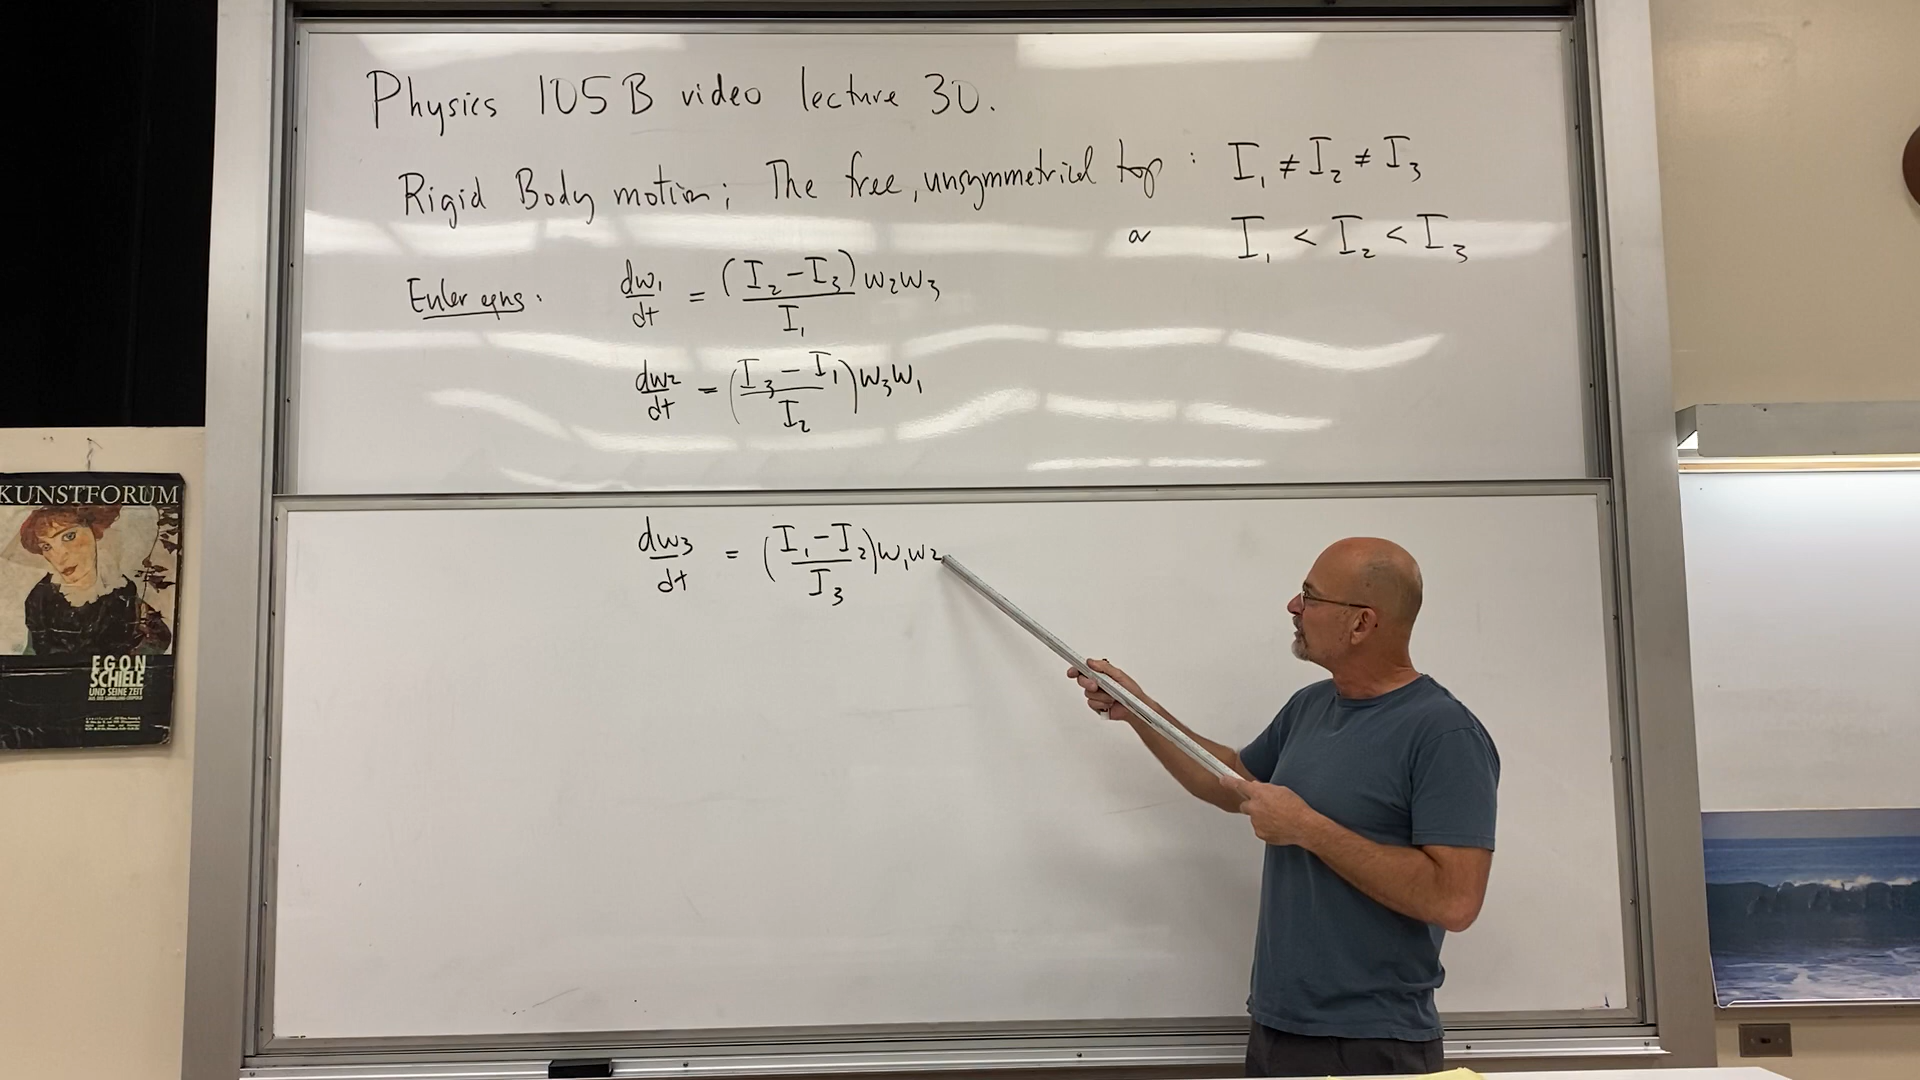 Physics 105B video lecture 30.
Rigid Body motion; The free, unsymmetrical top : I₁ ≠ I₂ ≠ I₃
or I₁ < I₂ < I₃
Euler eqns: dw₁/dt = (I₂-I₃)/I₁ w₂w₃
dw₂/dt = (I₃-I₁/I₂) w₃w₁
dw₃/dt = (I₁-I₂/I₃) w₁w₂
KUNSTFORUM
EGON
SCHIELE
UND SEINE ZEIT